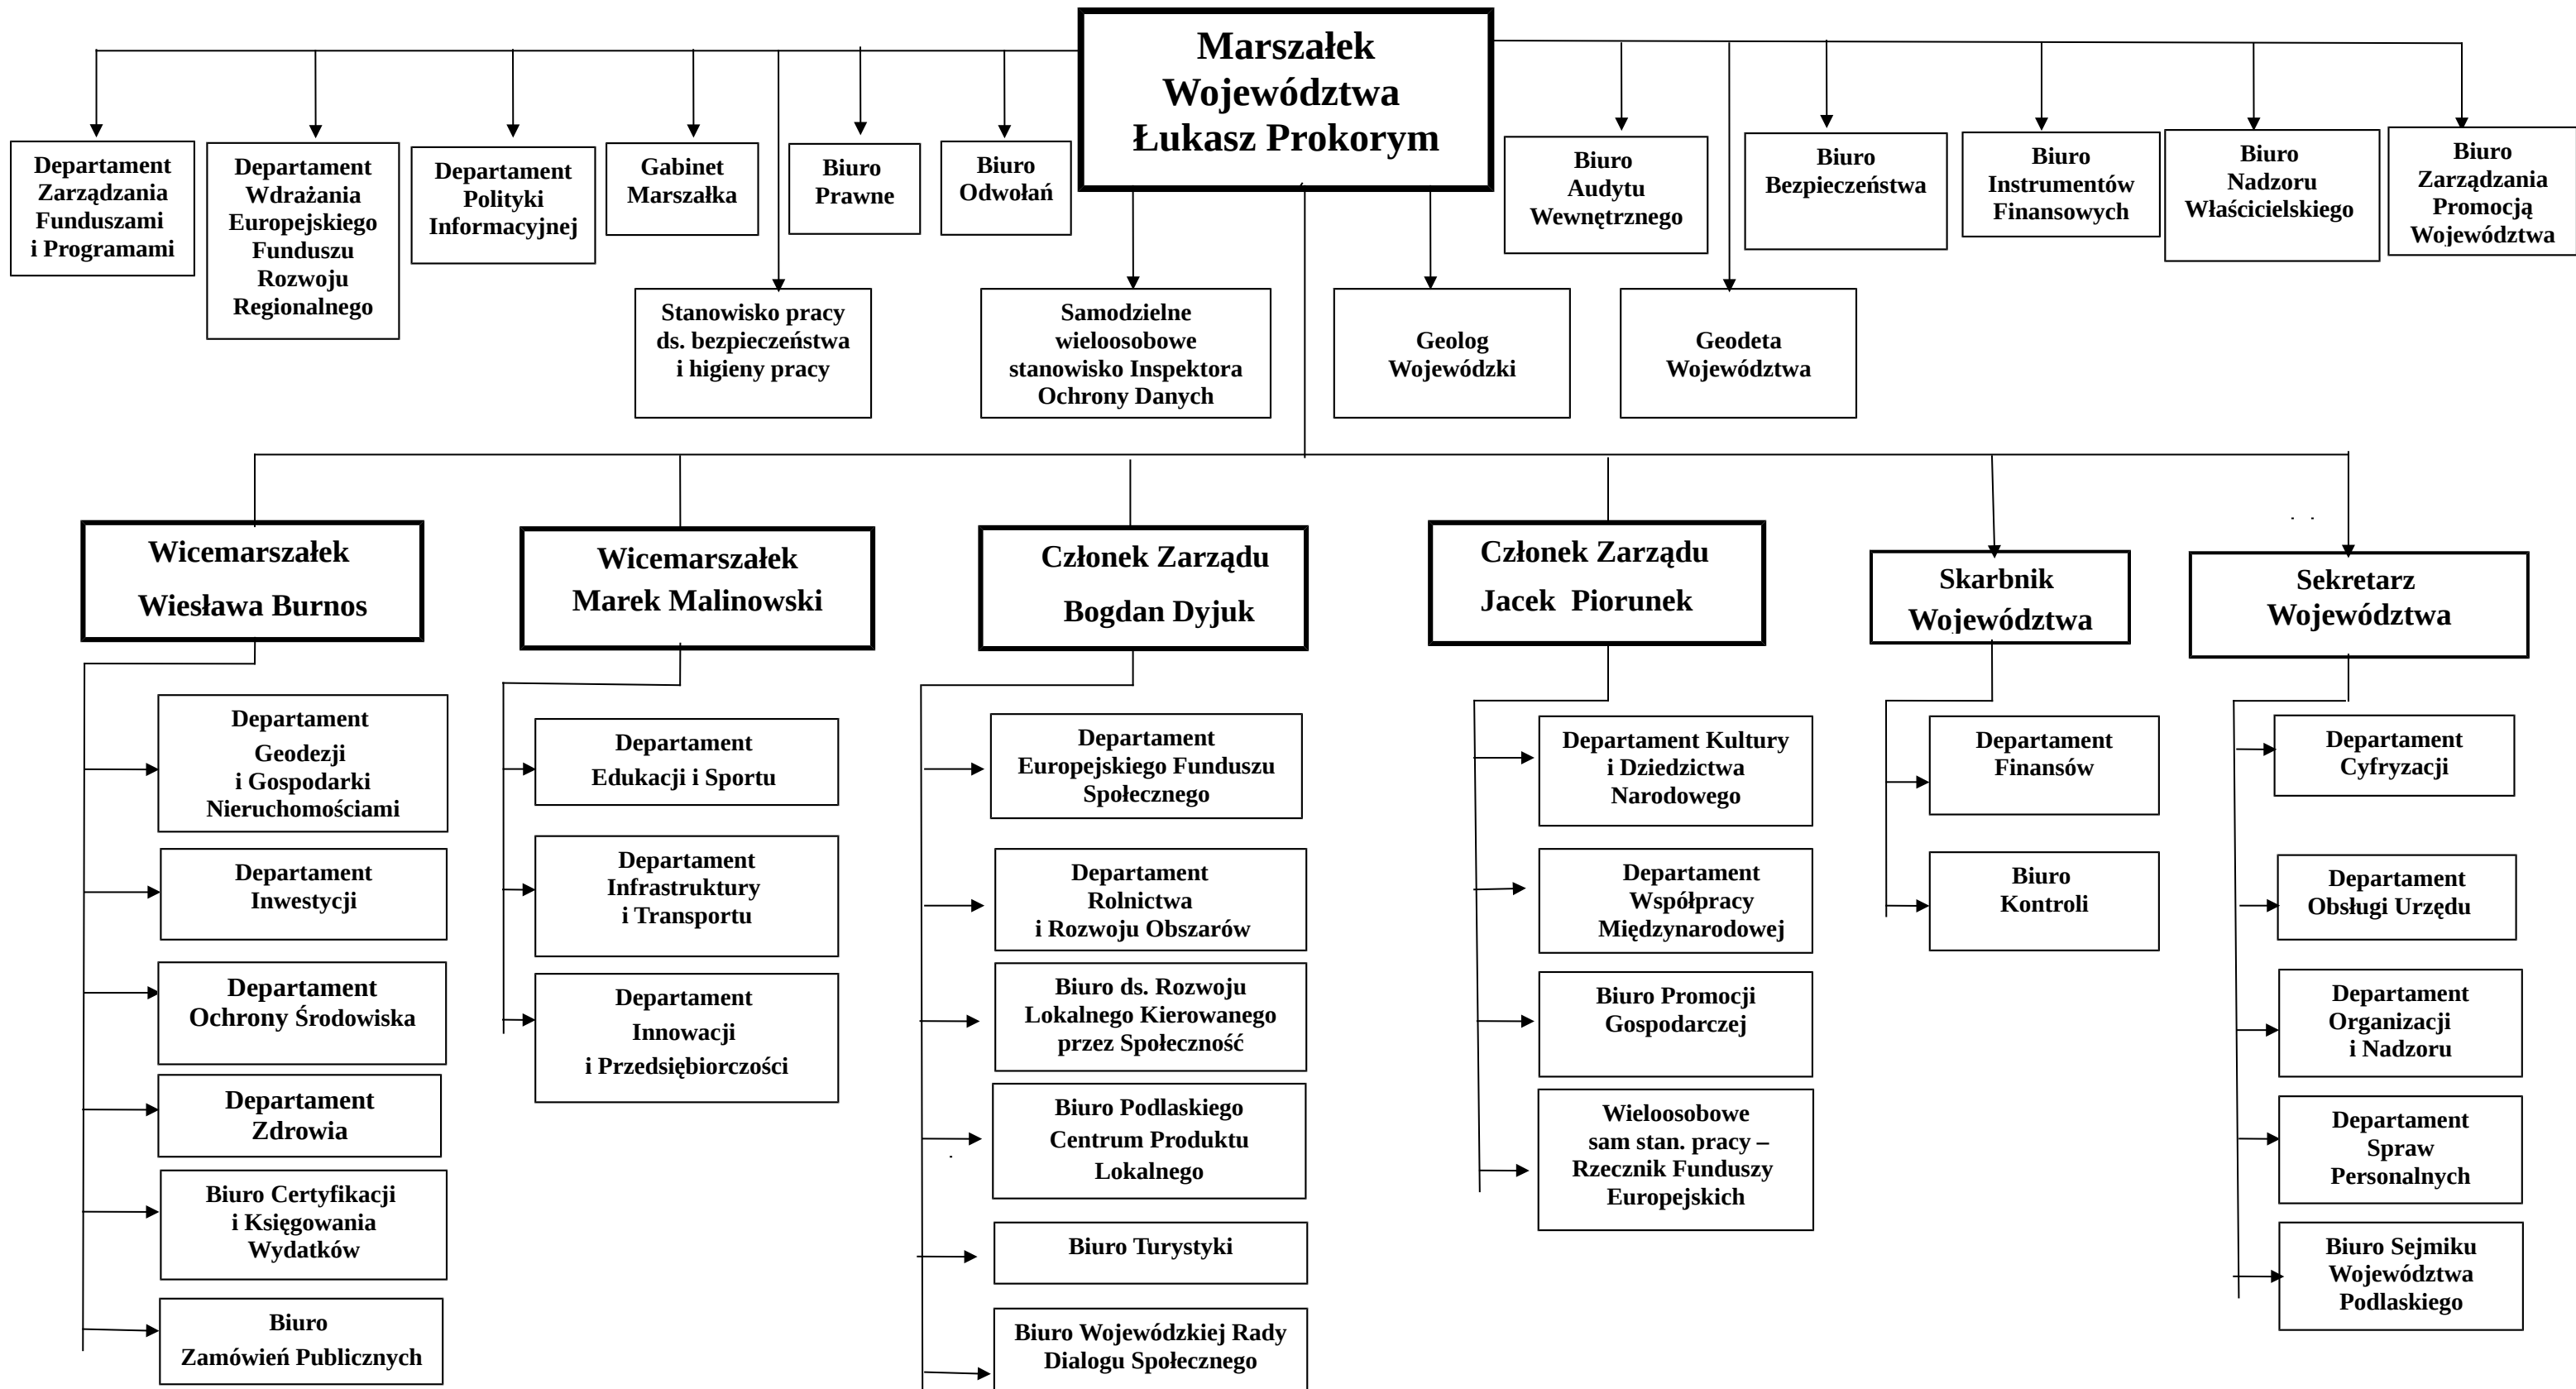 Marszałek
Województwa
Łukasz Prokorym
Departament
Zarządzania
Funduszami
i Programami
Departament
Wdrażania
Europejskiego
Funduszu
Rozwoju
Regionalnego
Departament
Polityki
Informacyjnej
Gabinet
Marszałka
Biuro
Prawne
Biuro
Odwołań
Biuro
Audytu
Wewnętrznego
Biuro
Bezpieczeństwa
Biuro
Instrumentów
Finansowych
Biuro
Nadzoru
Właścicielskiego
Biuro
Zarządzania
Promocją
Województwa
Stanowisko pracy
ds. bezpieczeństwa
i higieny pracy
Samodzielne
wieloosobowe
stanowisko Inspektora
Ochrony Danych
Geolog
Wojewódzki
Geodeta
Województwa
Wicemarszałek
Wiesława Burnos
Wicemarszałek
Marek Malinowski
Członek Zarządu
Bogdan Dyjuk
Członek Zarządu
Jacek Piorunek
Skarbnik
Województwa
Sekretarz
Województwa
Departament
Geodezji
i Gospodarki
Nieruchomościami
Departament
Inwestycji
Departament
Ochrony Środowiska
Departament
Zdrowia
Biuro Certyfikacji
i Księgowania
Wydatków
Biuro
Zamówień Publicznych
Departament
Edukacji i Sportu
Departament
Infrastruktury
i Transportu
Departament
Innowacji
i Przedsiębiorczości
Departament
Europejskiego Funduszu
Społecznego
Departament
Rolnictwa
i Rozwoju Obszarów
Biuro ds. Rozwoju
Lokalnego Kierowanego
przez Społeczność
Biuro Podlaskiego
Centrum Produktu
Lokalnego
Biuro Turystyki
Biuro Wojewódzkiej Rady
Dialogu Społecznego
Departament Kultury
i Dziedzictwa
Narodowego
Departament
Współpracy
Międzynarodowej
Biuro Promocji
Gospodarczej
Wieloosobowe
sam stan. pracy –
Rzecznik Funduszy
Europejskich
Departament
Finansów
Biuro
Kontroli
Departament
Cyfryzacji
Departament
Obsługi Urzędu
Departament
Organizacji
i Nadzoru
Departament
Spraw
Personalnych
Biuro Sejmiku
Województwa
Podlaskiego